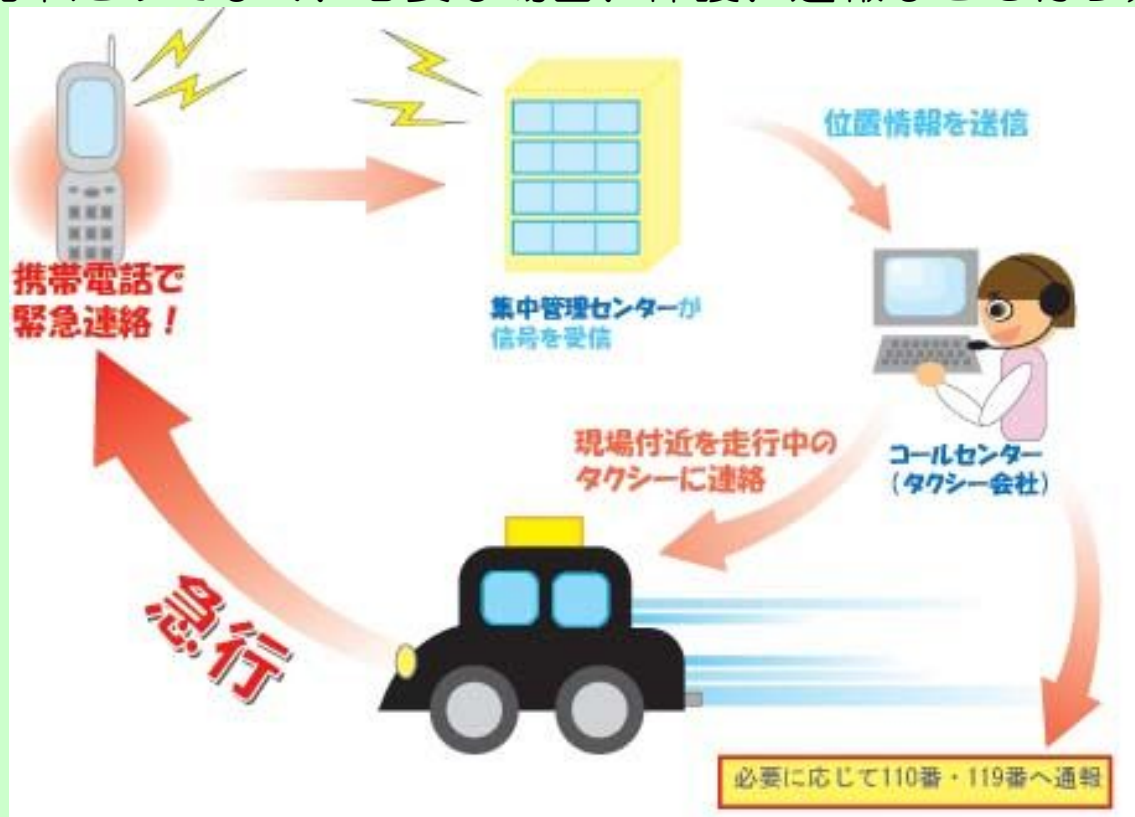 携帯電話で
緊急連絡！
集中管理センターが
信号を受信
位置情報を送信
コールセンター
（タクシー会社）
現場付近を走行中の
タクシーに連絡
急行
必要に応じて110番・119番へ通報